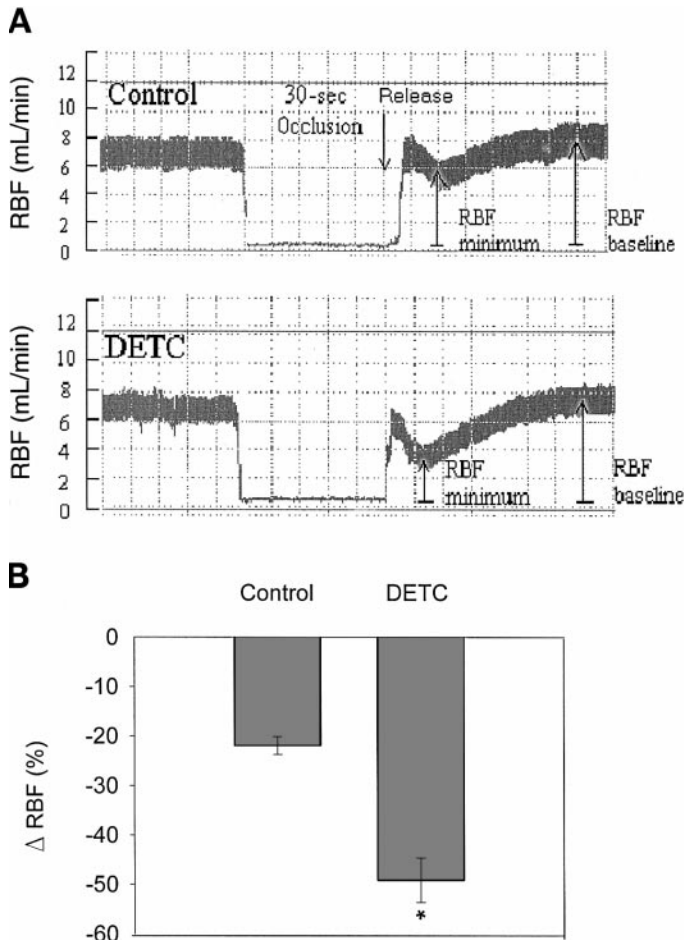 A
RBF (mL/min)
12
10
8
6
4
2
0
Control
30-sec
Occlusion
Release
RBF
minimum
RBF
baseline
RBF (mL/min)
12
10
8
6
4
2
0
DETC
RBF
minimum
RBF
baseline
B
Control DETC
Δ RBF (%)
0
-10
-20
-30
-40
-50
-60
*